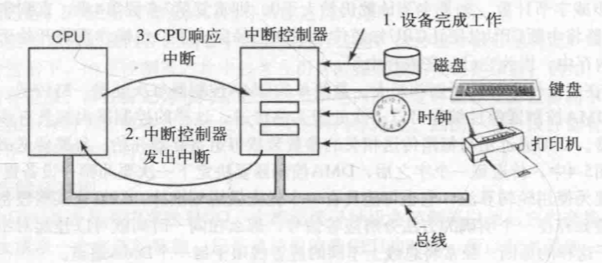 1. 设备完成工作
CPU
3. CPU响应
中断
中断控制器
磁盘
键盘
时钟
打印机
2. 中断控制器
发出中断
总线